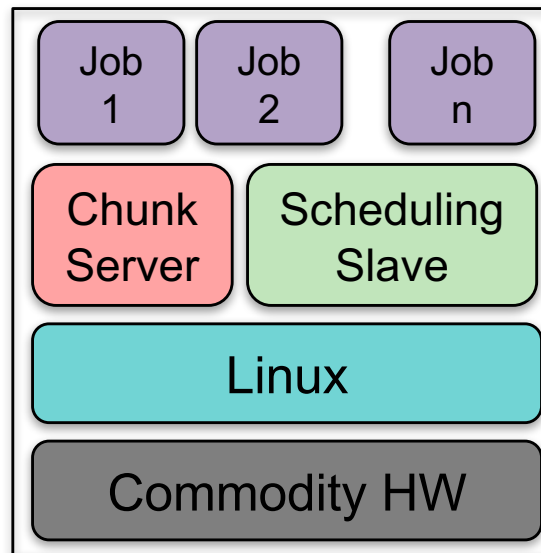 Job
1
Job
2
Job
n
Chunk
Server
Scheduling
Slave
Linux
Commodity HW